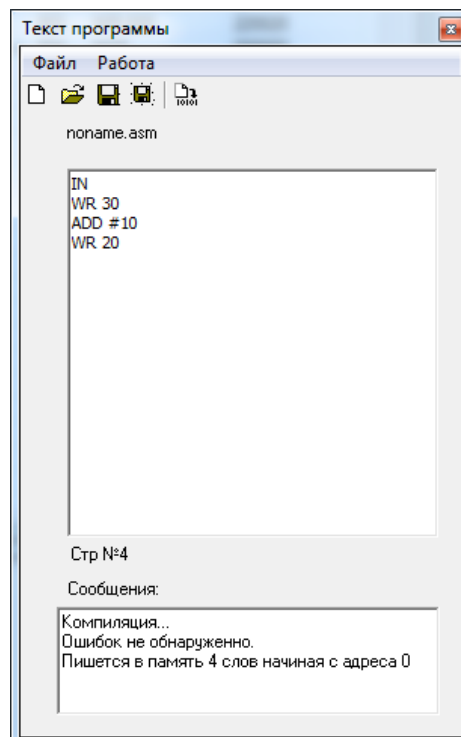 Текст программы
Файл Работа
noname.asm
IN
WR 30
ADD #10
WR 20
Стр №4
Сообщения:
Компиляция...
Ошибок не обнаруженно.
Пишется в память 4 слов начиная с адреса 0